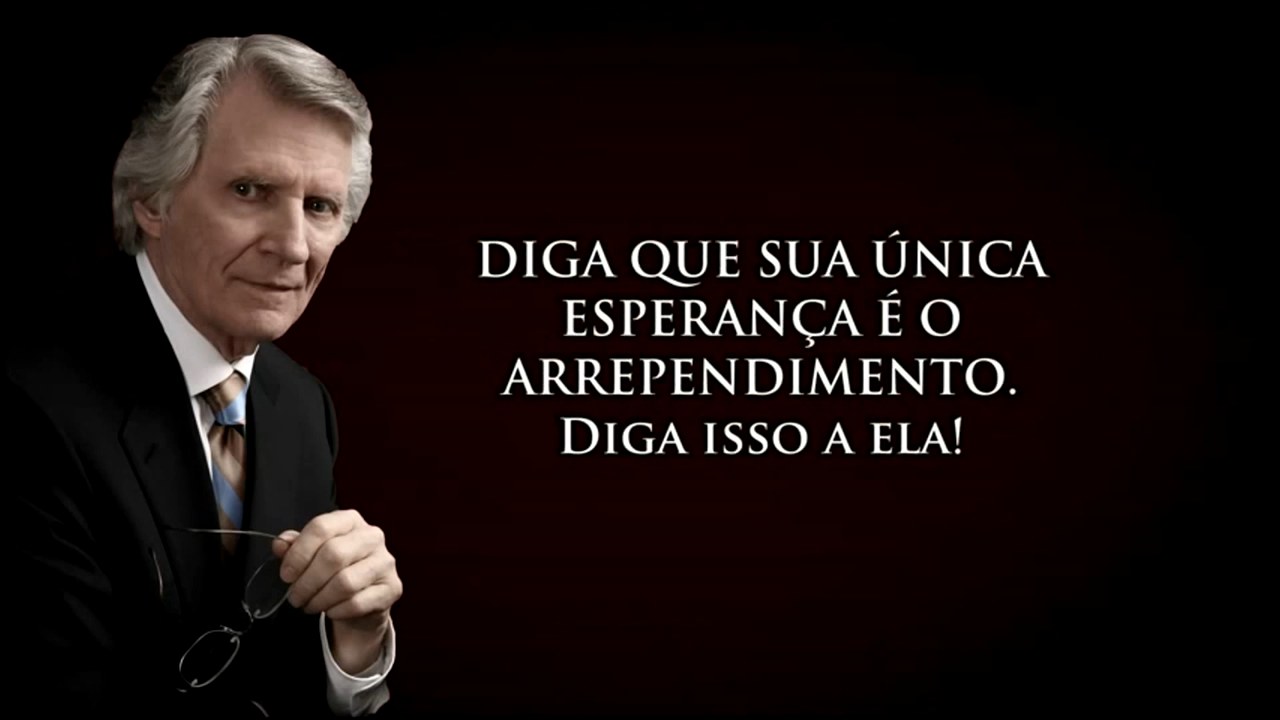 DIGA QUE SUA ÚNICA
ESPERANÇA É O
ARREPENDIMENTO.
DIGA ISSO A ELA!